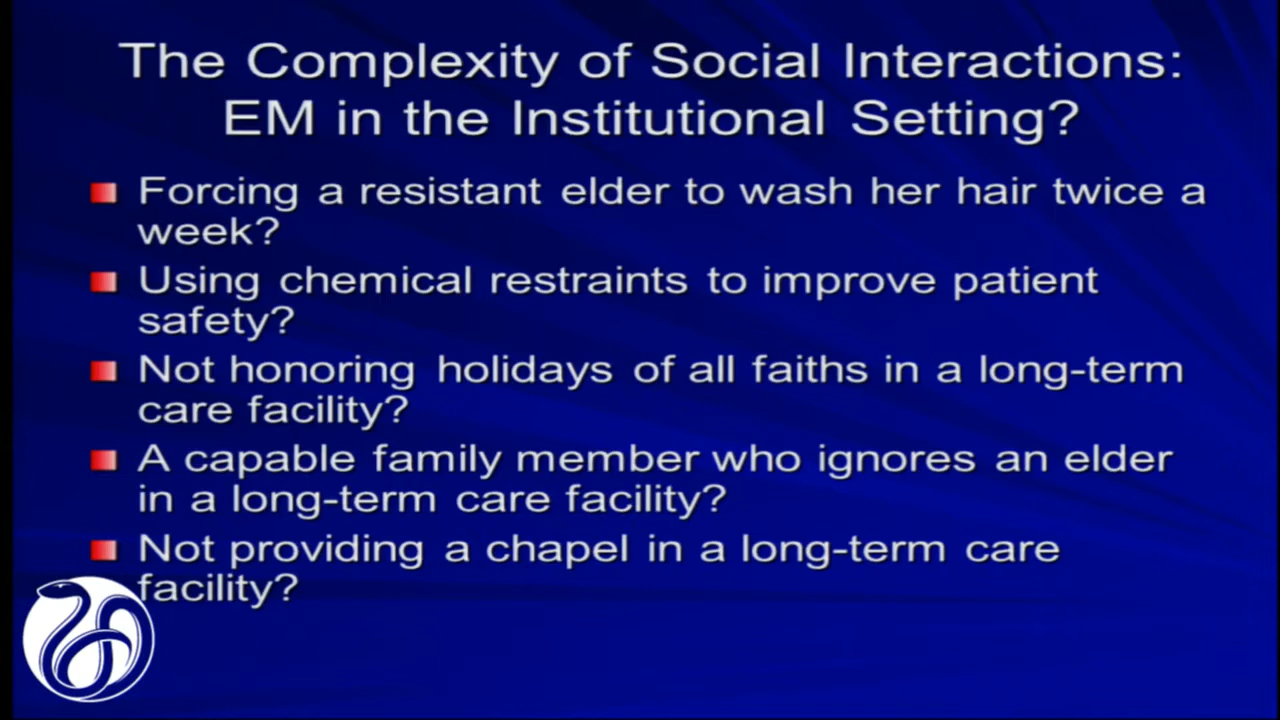 The Complexity of Social Interactions:
EM in the Institutional Setting?
Forcing a resistant elder to wash her hair twice a
week?
Using chemical restraints to improve patient
safety?
Not honoring holidays of all faiths in a long-term
care facility?
A capable family member who ignores an elder
in a long-term care facility?
Not providing a chapel in a long-term care
facility?